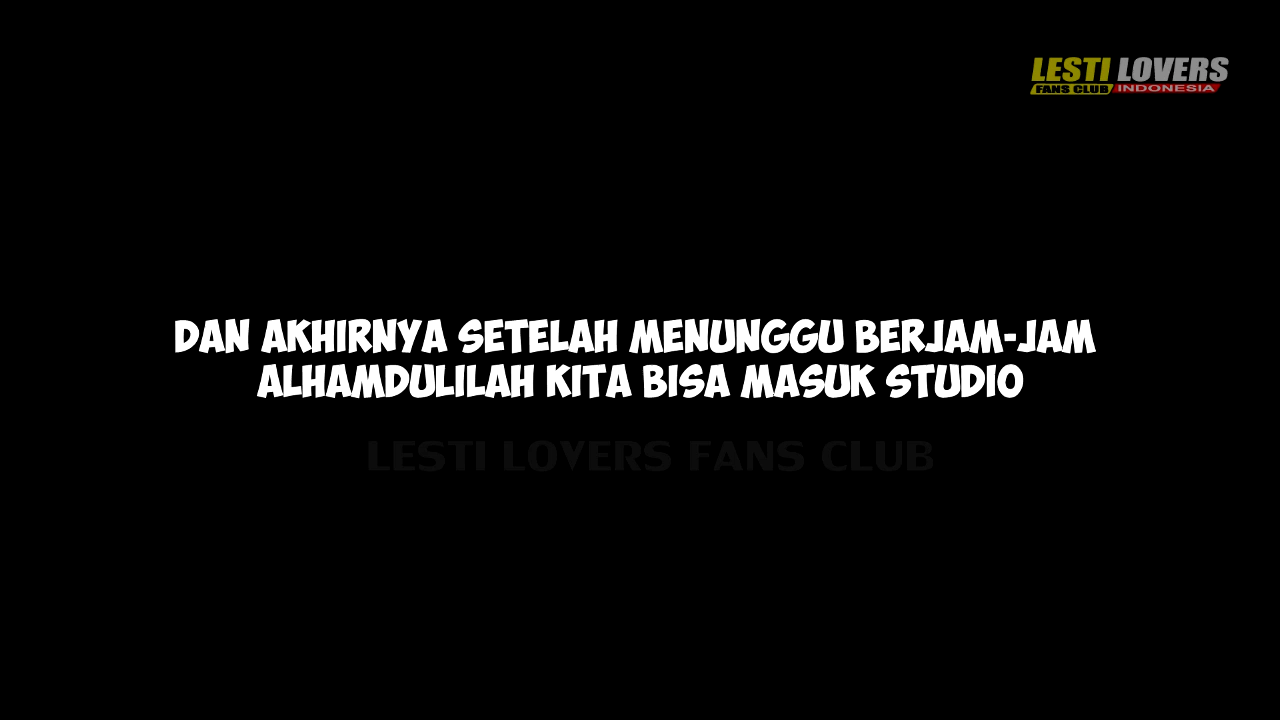 LESTI LOVERS
FANS CLUB INDONESIA
DAN AKHIRNYA SETELAH MENUNGGU BERJAM-JAM
ALHAMDULILAH KITA BISA MASUK STUDIO
LESTI LOVERS FANS CLUB